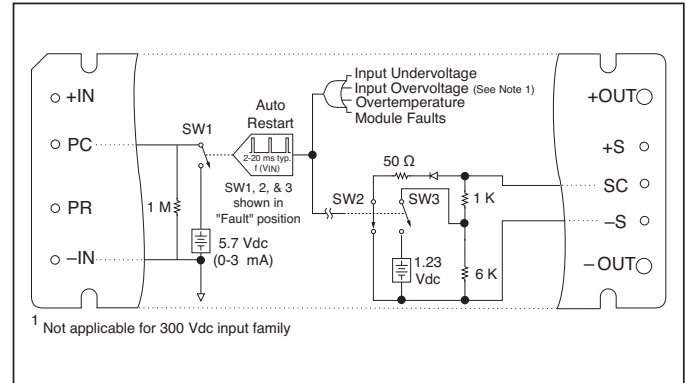 +IN
PC
PR
–IN
SW1
1 M
5.7 Vdc
(0-3 mA)
Auto
Restart
2-20 ms typ.
f (VIN)
SW1, 2, & 3
shown in
"Fault" position
Input Undervoltage
Input Overvoltage (See Note 1)
Overtemperature
Module Faults
50 Ω
SW2
SW3
1 K
1.23
Vdc
6 K
+OUT
+S
SC
–S
–OUT
1 Not applicable for 300 Vdc input family